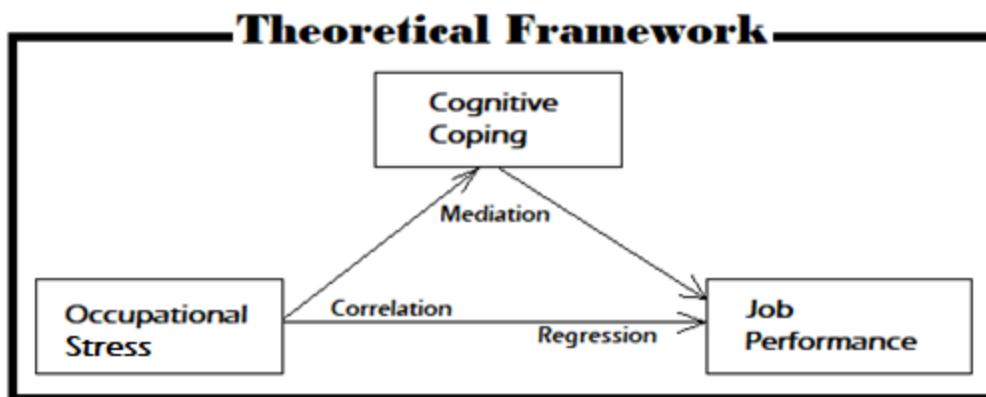 Theoretical Framework
Cognitive
Coping
Mediation
Occupational
Stress
Correlation
Regression
Job
Performance